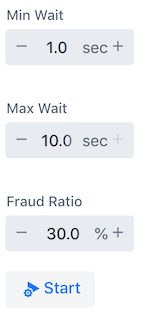 Min Wait
− 1.0 sec +
Max Wait
− 10.0 sec +
Fraud Ratio
− 30.0 % +
Start